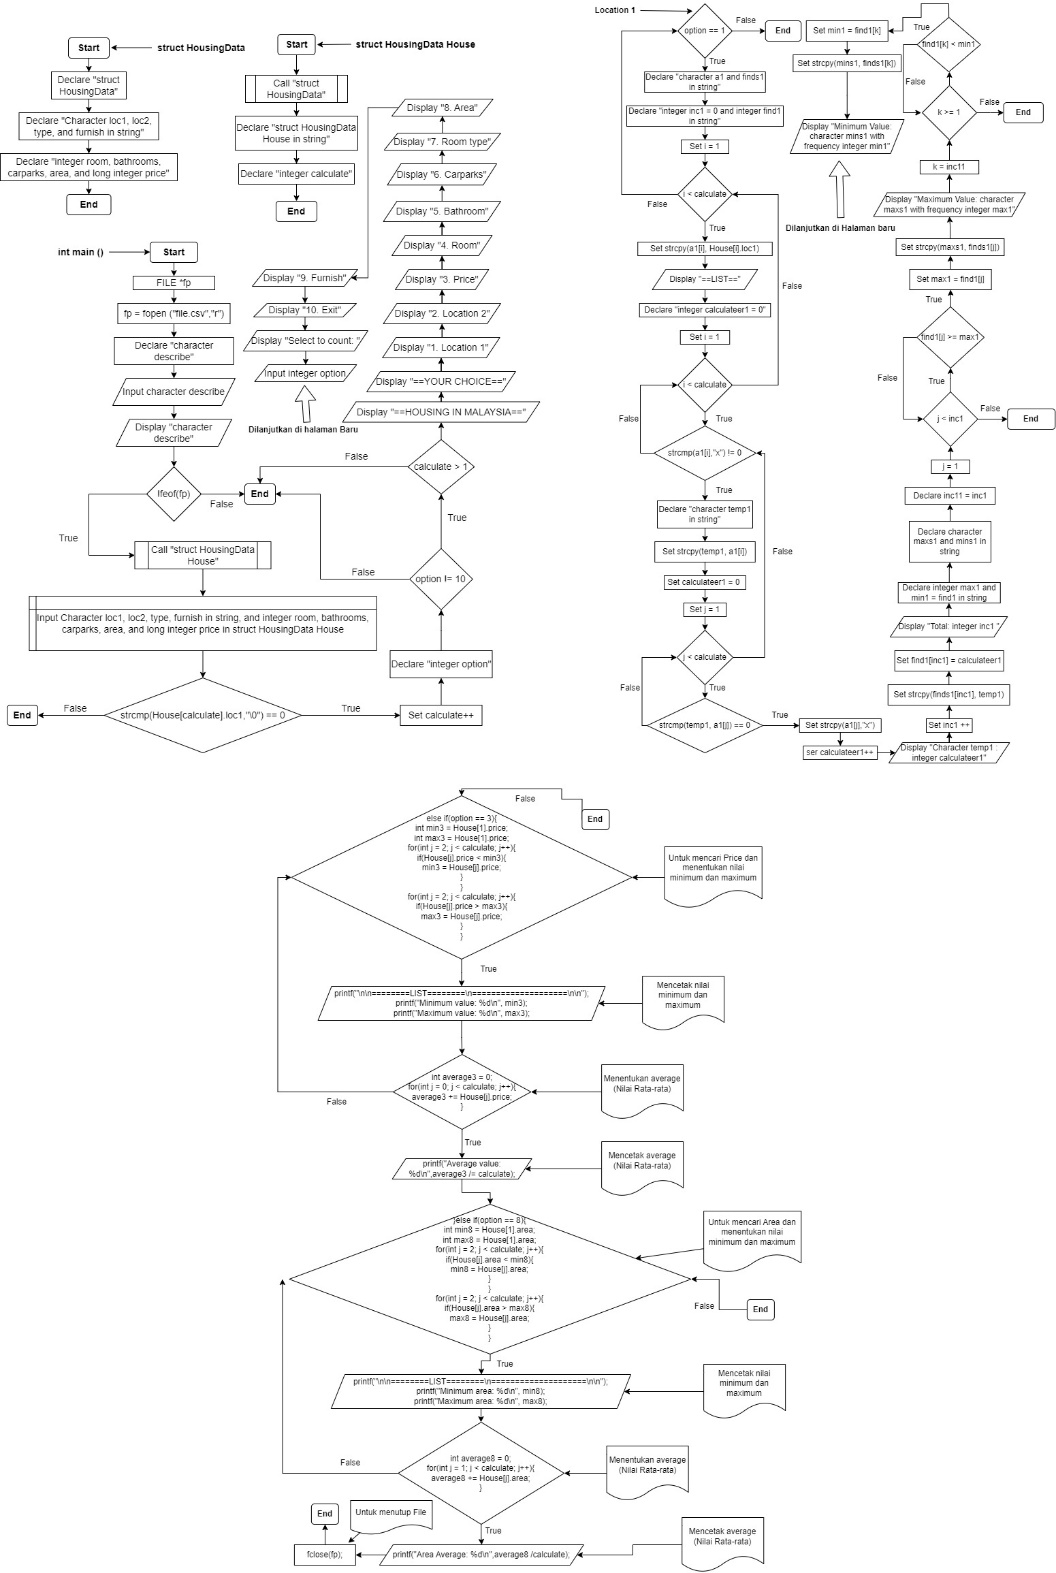 Start
struct HousingData
Declare "struct
HousingData"
Declare "Character loc1, loc2,
type, and furnish in string"
Declare "integer room, bathrooms,
carparks, area, and long integer price"
End
Start
struct HousingData House
Call "struct
HousingData"
Declare "struct HousingData
House in string"
Declare "integer calculate"
End
int main ()
Start
FILE *fp
fp = fopen ("file.csv","r")
Declare "character
describe"
Input character describe
Display "character
describe"
!feof(fp)
False
End
True
Call "struct HousingData
House"
Input Character loc1, loc2, type, furnish in string, and integer room, bathrooms,
carparks, area, and long integer price in struct HousingData House
strcmp(House[calculate].loc1,"\0") == 0
False
End
True
Set calculate++
Declare "integer option"
option != 10
False
True
calculate > 1
False
Display "==HOUSING IN MALAYSIA=="
Display "==YOUR CHOICE=="
Display "1. Location 1"
Display "2. Location 2"
Display "3. Price"
Display "4. Room"
Display "5. Bathroom"
Display "6. Carparks"
Display "7. Room type"
Display "8. Area"
Display "9. Furnish"
Display "10. Exit"
Display "Select to count: "
Input integer option
Dilanjutkan di halaman Baru
Location 1
option == 1
False
End
True
Declare "character a1 and finds1
in string"
Declare "integer inc1 = 0 and integer find1
in string"
Set i = 1
i < calculate
False
True
Set strcpy(a1[i], House[i].loc1)
Display "==LIST=="
Declare "integer calculateer1 = 0"
Set i = 1
False
i < calculate
False
True
strcmp(a1[i],"x") != 0
True
Declare "character temp1
in string"
Set strcpy(temp1, a1[i])
False
Set calculateer1 = 0
Set j = 1
j < calculate
False
True
strcmp(temp1, a1[j]) == 0
True
Set strcpy(a1[j],"x")
ser calculateer1++
Display "Character temp1 :
integer calculateer1"
Set inc1 ++
Set strcpy(finds1[inc1], temp1)
Set find1[inc1] = calculateer1
Display "Total: integer inc1 "
Declare integer max1 and
min1 = find1 in string
Declare character
maxs1 and mins1 in
string
Declare inc11 = inc1
j = 1
j < inc1
False
End
True
False
find1[j] >= max1
True
Set max1 = find1[j]
Set strcpy(maxs1, finds1[j])
Display "Maximum Value: character
maxs1 with frequency integer max1"
k = inc11
k >= 1
False
End
False
find1[k] < min1
True
Set min1 = find1[k]
Set strcpy(mins1, finds1[k])
Display "Minimum Value:
character mins1 with
frequency integer min1"
Dilanjutkan di Halaman baru
False
End
else if(option == 3){
int min3 = House[1].price;
int max3 = House[1].price;
for(int j = 2; j < calculate; j++){
if(House[j].price < min3){
min3 = House[j].price;
}
}
for(int j = 2; j < calculate; j++){
if(House[j].price > max3){
max3 = House[j].price;
}
}
Untuk mencari Price dan
menentukan nilai
minimum dan maximum
True
printf("\n\n========LIST========\n====================\n\n");
printf("Minimum value: %d\n", min3);
printf("Maximum value: %d\n", max3);
Mencetak nilai
minimum dan
maximum
int average3 = 0;
for(int j = 0; j < calculate; j++){
average3 += House[j].price;
}
False
Menentukan average
(Nilai Rata-rata)
True
printf("Average value:
%d\n",average3 /= calculate);
Mencetak average
(Nilai Rata-rata)
}else if(option == 8){
int min8 = House[1].area;
int max8 = House[1].area;
for(int j = 2; j < calculate; j++){
if(House[j].area < min8){
min8 = House[j].area;
}
}
for(int j = 2; j < calculate; j++){
if(House[j].area > max8){
max8 = House[j].area;
}
}
Untuk mencari Area dan
menentukan nilai
minimum dan maximum
False
End
True
printf("\n\n========LIST========\n====================\n\n");
printf("Minimum area: %d\n", min8);
printf("Maximum area: %d\n", max8);
Mencetak nilai
minimum dan
maximum
int average8 = 0;
for(int j = 1; j < calculate; j++){
average8 += House[j].area;
}
False
Menentukan average
(Nilai Rata-rata)
True
printf("Area Average: %d\n",average8 /calculate);
Mencetak average
(Nilai Rata-rata)
Untuk menutup File
fclose(fp);
End